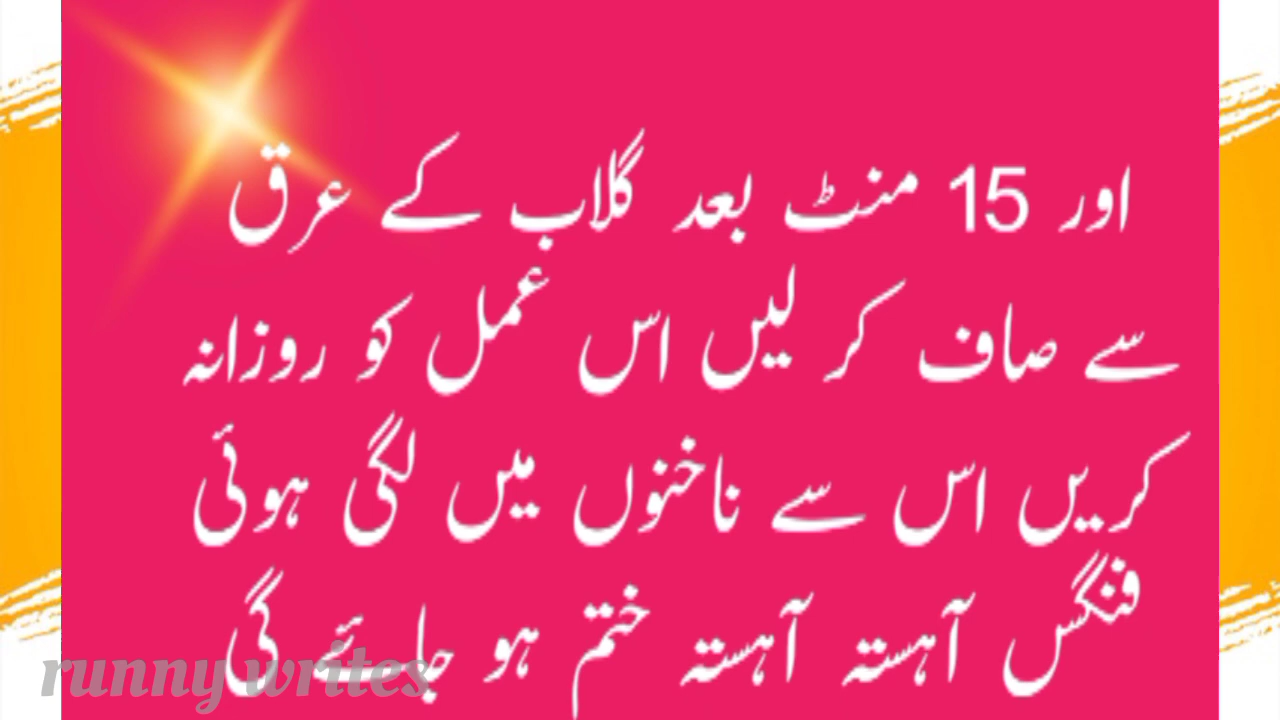 اور 15 منٹ بعد گلاب کے عرق
سے صاف کر لیں اس عمل کو روزانہ
کریں اس سے ناخنوں میں لگی ہوئی
فنگس آہستہ آہستہ ختم ہو جائے گی
runny writes